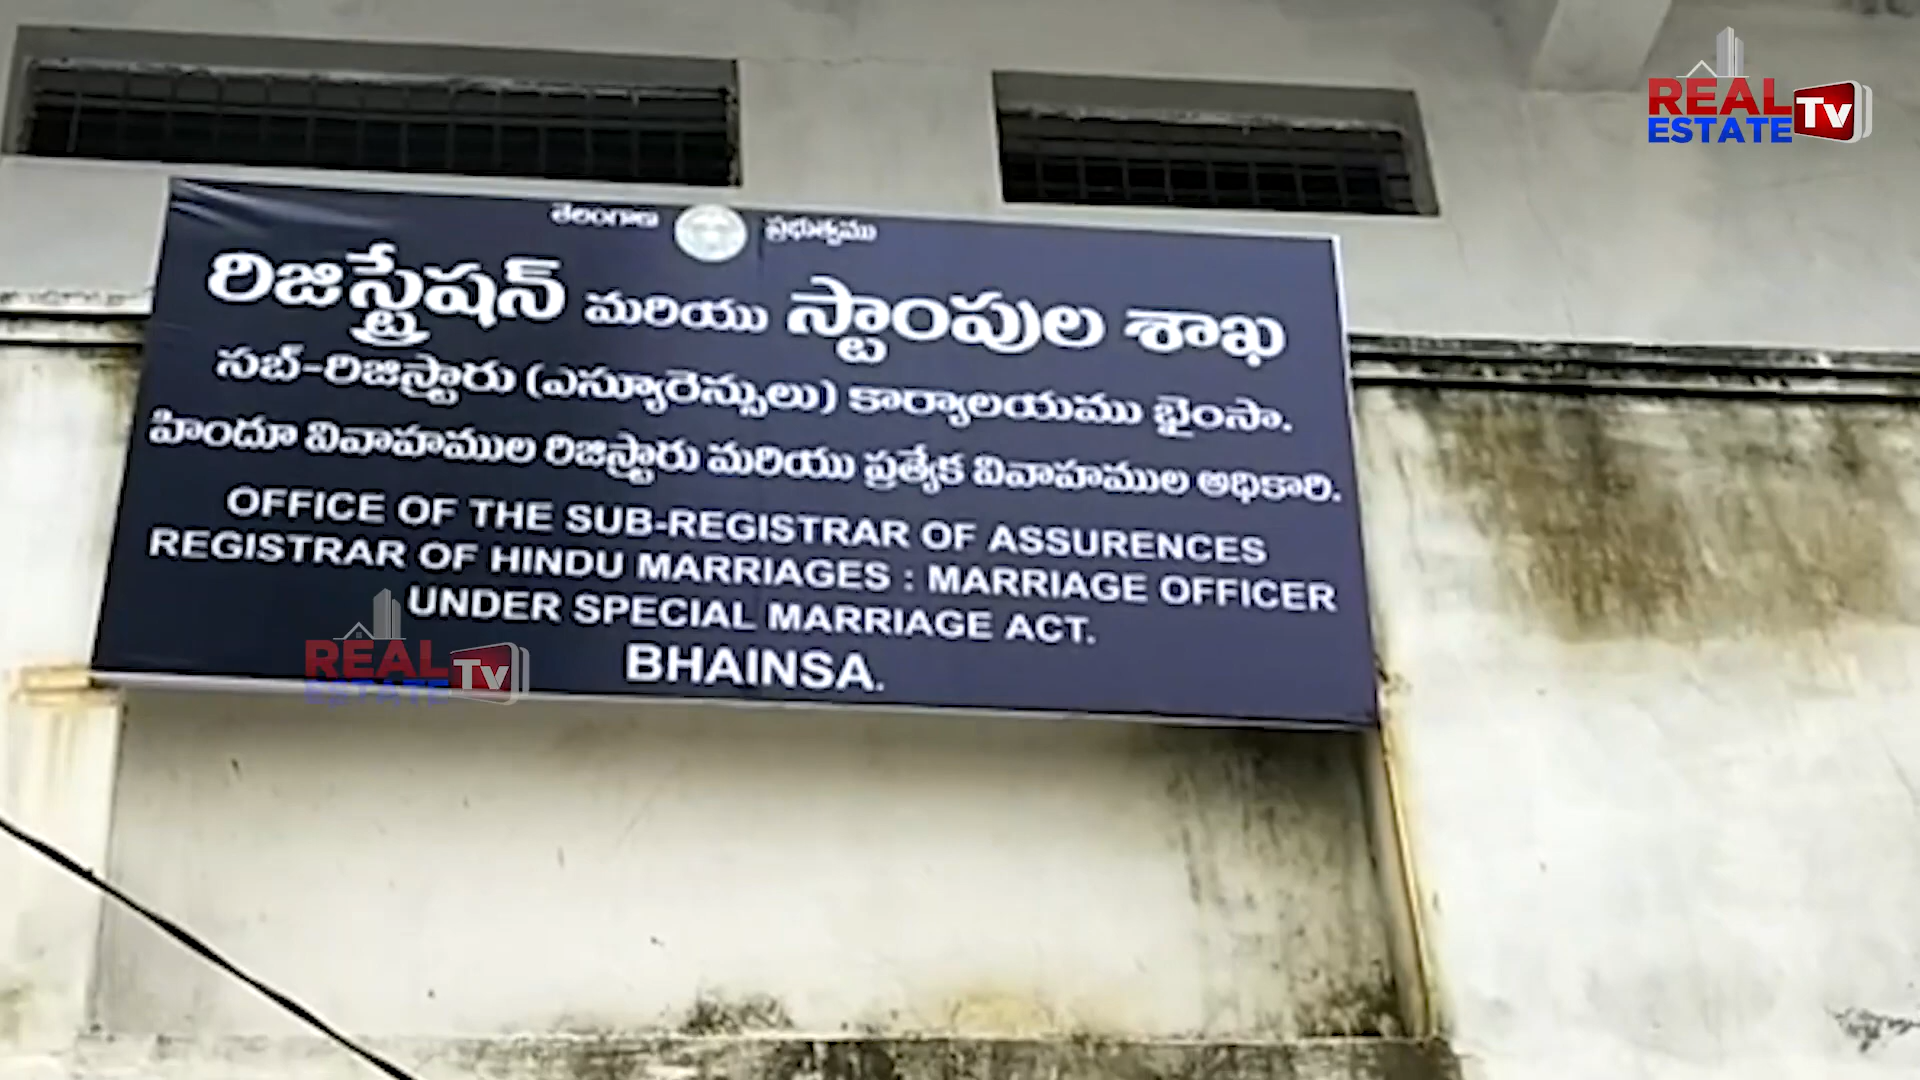 REAL
ESTATE Tv
తెలంగాణ ప్రభుత్వము
రిజిస్ట్రేషన్ మరియు స్టాంపుల శాఖ
సబ్-రిజిస్ట్రారు (ఎస్యూరెన్సులు) కార్యాలయము భైంసా.
హిందూ వివాహముల రిజిస్ట్రారు మరియు ప్రత్యేక వివాహముల అధికారి.
OFFICE OF THE SUB-REGISTRAR OF ASSURENCES
REGISTRAR OF HINDU MARRIAGES : MARRIAGE OFFICER
UNDER SPECIAL MARRIAGE ACT.
BHAINSA.
REAL
ESTATE Tv